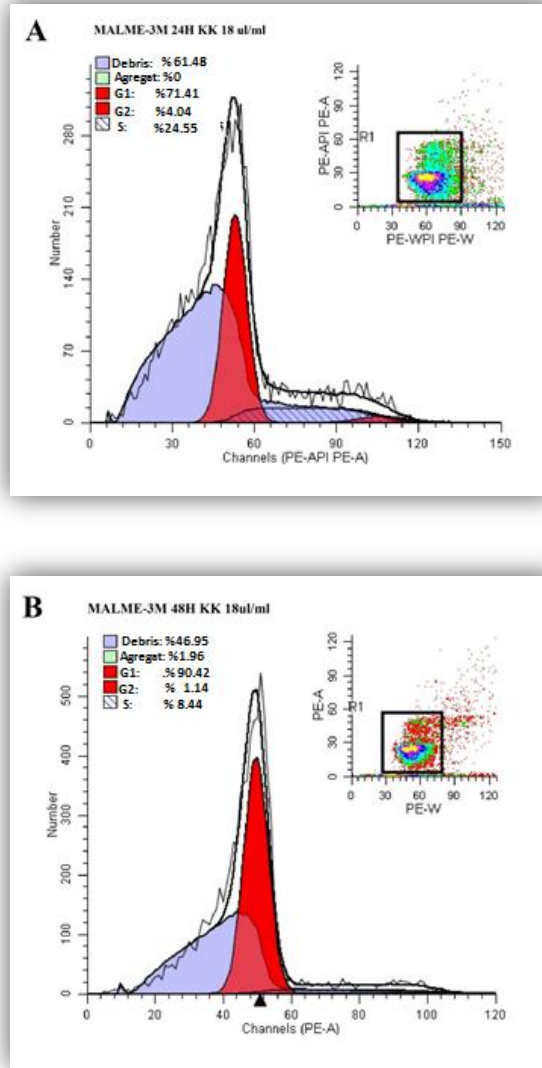 A
MALME-3M 24H KK 18 ul/ml
Debris: %61.48
Agregat: %0
G1: %71.41
G2: %4.04
S: %24.55
Number
0 70 140 210 280
0 30 60 90 120 150
Channels (PE-API PE-A)
PE-API PE-A
0 30 60 90 120
R1
0 30 60 90 120
PE-WPI PE-W
B
MALME-3M 48H KK 18ul/ml
Debris: %46.95
Agregat: %1.96
G1: .%90.42
G2: % 1.14
S: % 8.44
Number
0 100 200 300 400 500
0 20 40 60 80 100 120
Channels (PE-A)
PE-A
0 30 60 90 120
R1
0 30 60 90 120
PE-W